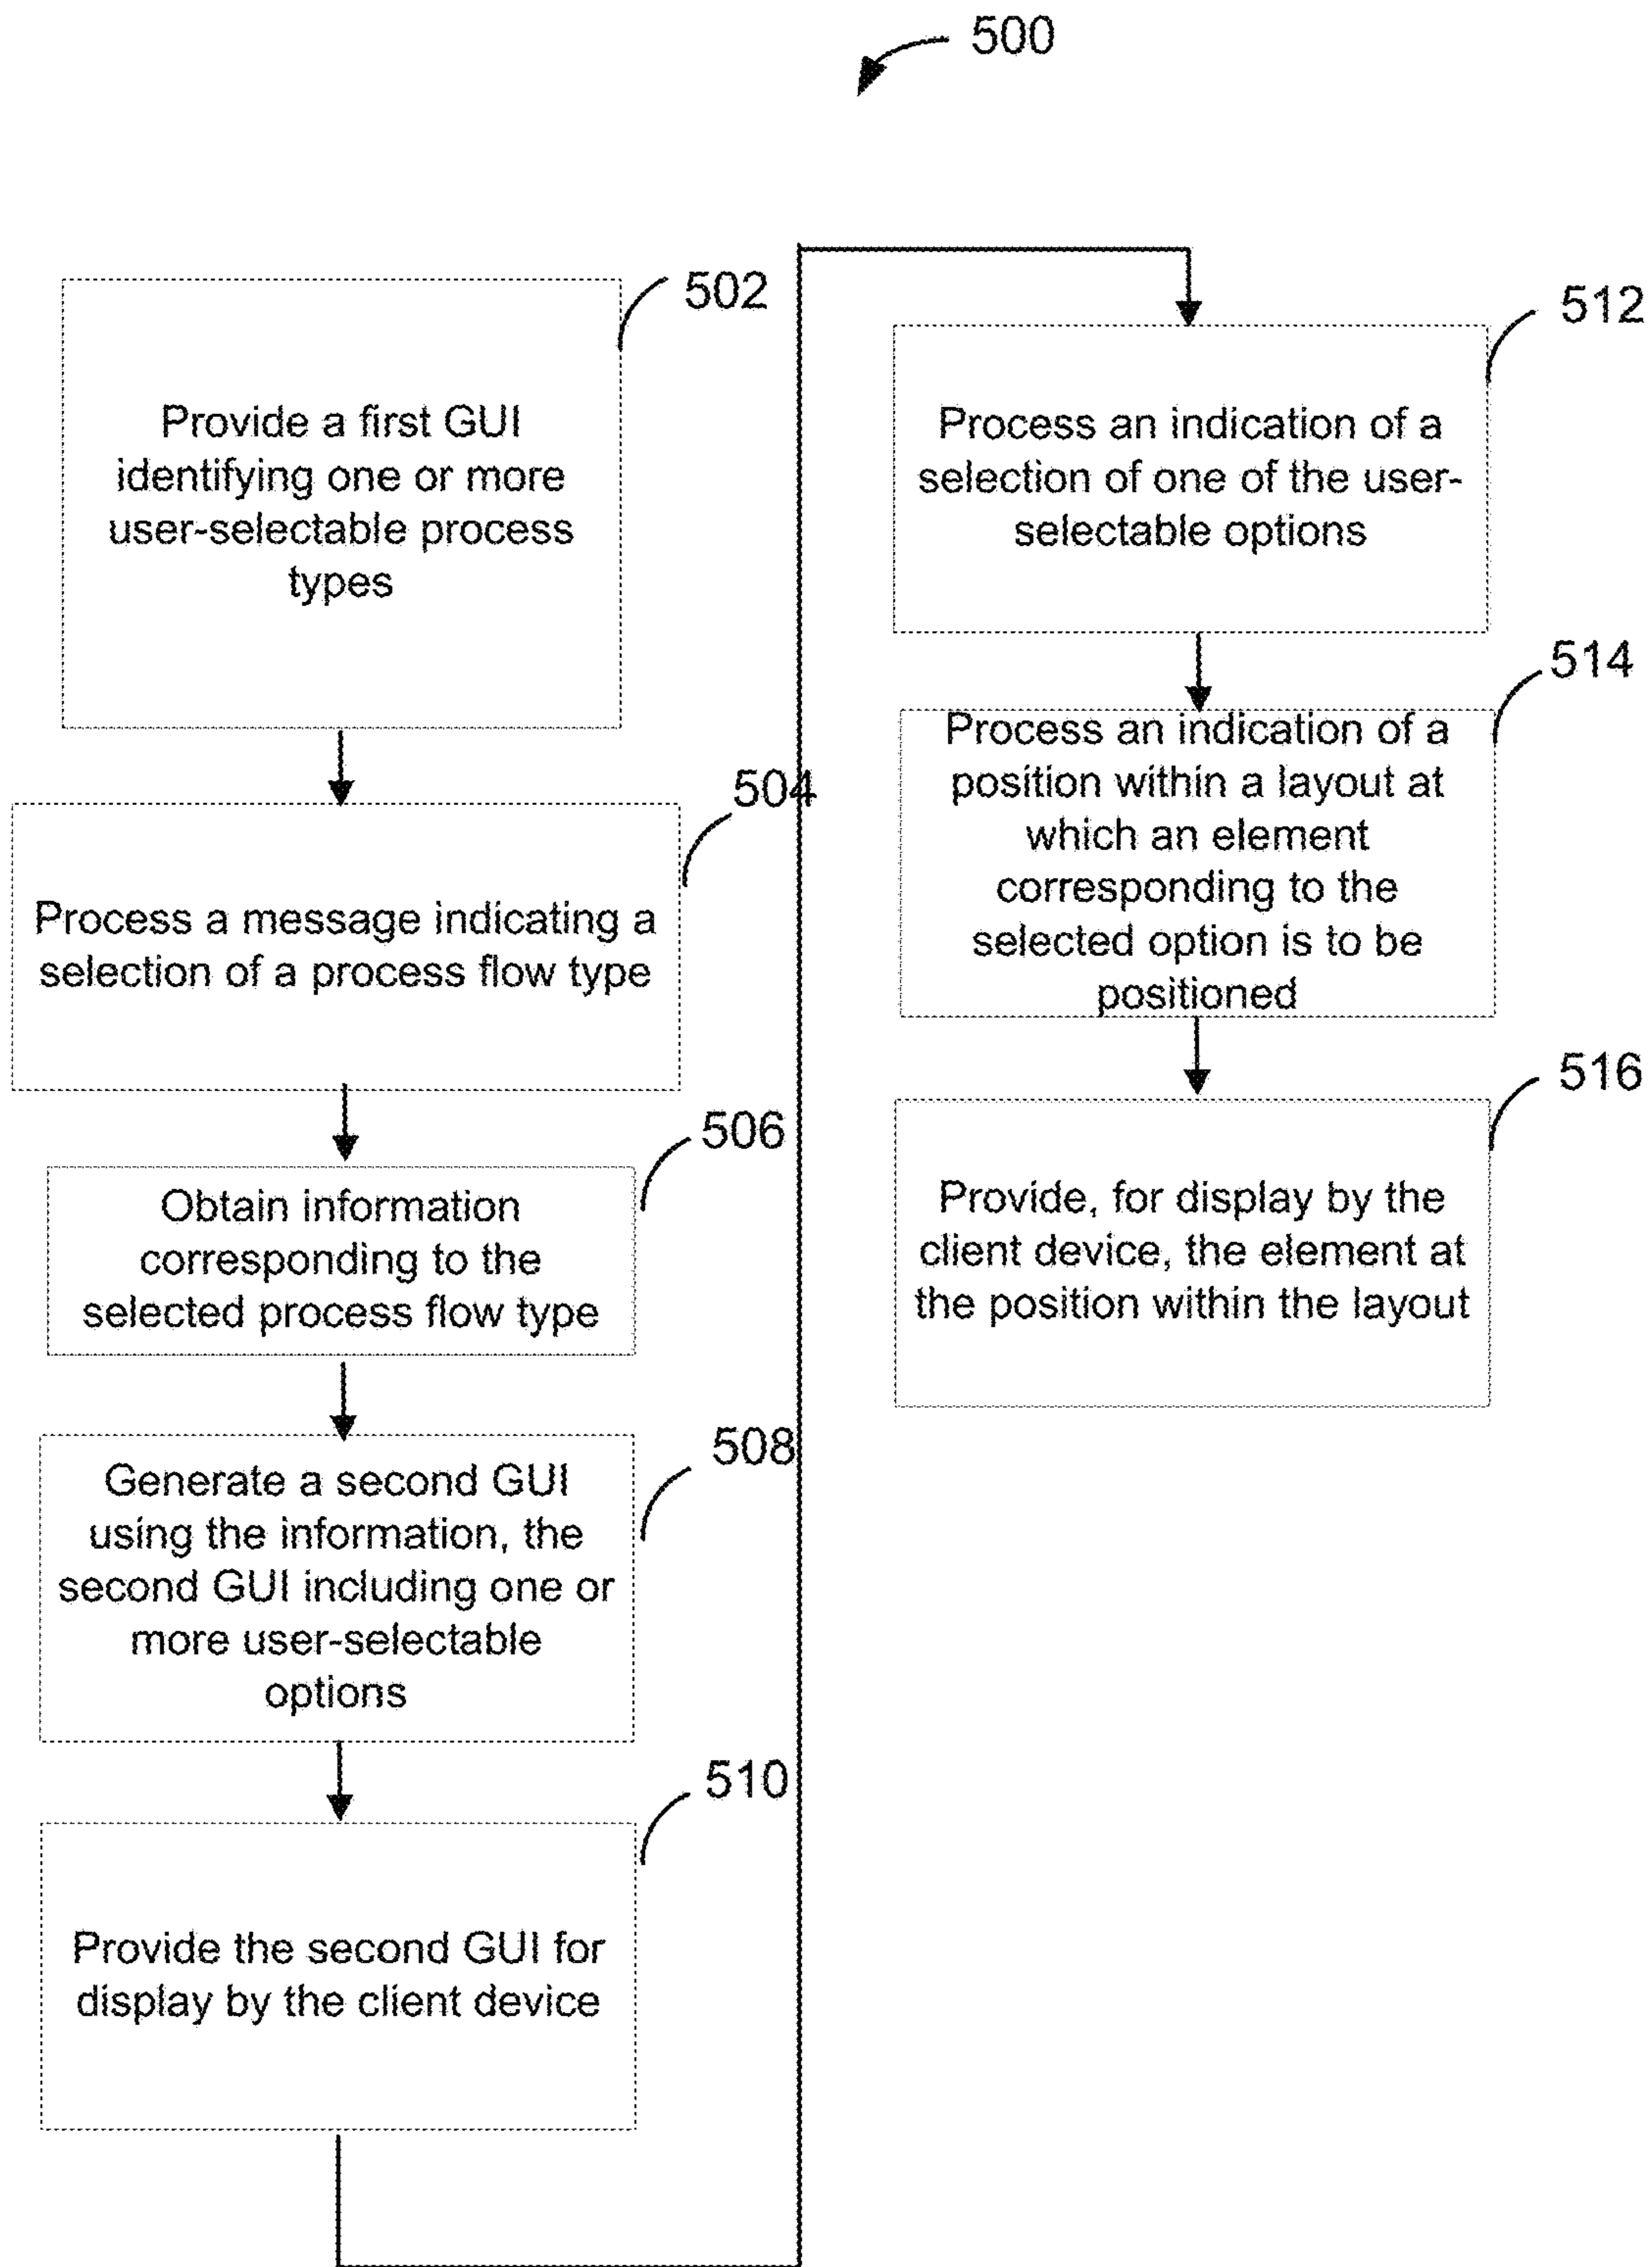 500
502
Provide a first GUI
identifying one or more
user-selectable process
types
504
Process a message indicating a
selection of a process flow type
506
Obtain information
corresponding to the
selected process flow type
508
Generate a second GUI
using the information, the
second GUI including one or
more user-selectable
options
510
Provide the second GUI for
display by the client device
512
Process an indication of a
selection of one of the user-
selectable options
514
Process an indication of a
position within a layout at
which an element
corresponding to the
selected option is to be
positioned
516
Provide, for display by the
client device, the element at
the position within the layout